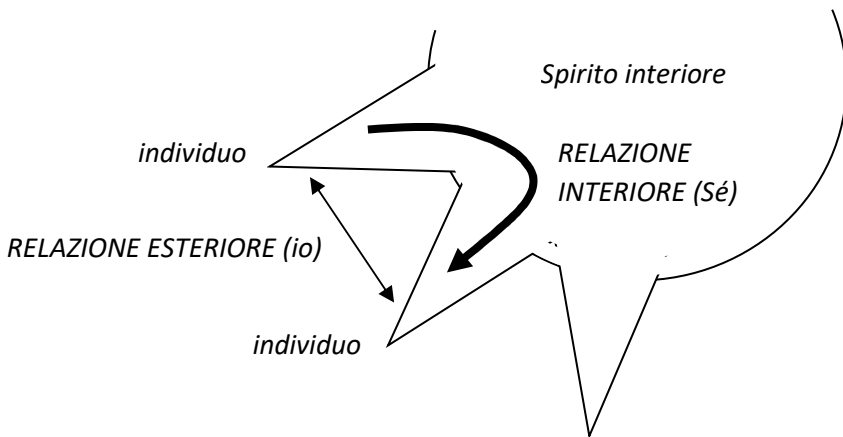 Spirito interiore
individuo
RELAZIONE
INTERIORE (Sé)
RELAZIONE ESTERIORE (io)
individuo